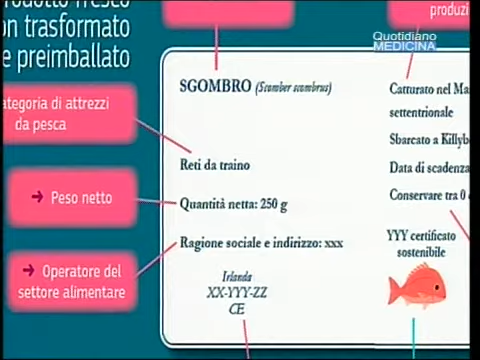 Prodotto fresco
non trasformato
e preimballato
produzi
Quotidiano
MEDICINA
SGOMBRO (Scomber scombrus)
Catturato nel Ma
settentrionale
categoria di attrezzi
da pesca
Sbarcato a Killyb
Reti da traino
Data di scadenza
➔ Peso netto
Quantità netta: 250 g
Conservare tra 0
Ragione sociale e indirizzo: xxx
YYY certificato
sostenibile
➔ Operatore del
settore alimentare
Irlanda
XX-YYY-ZZ
CE